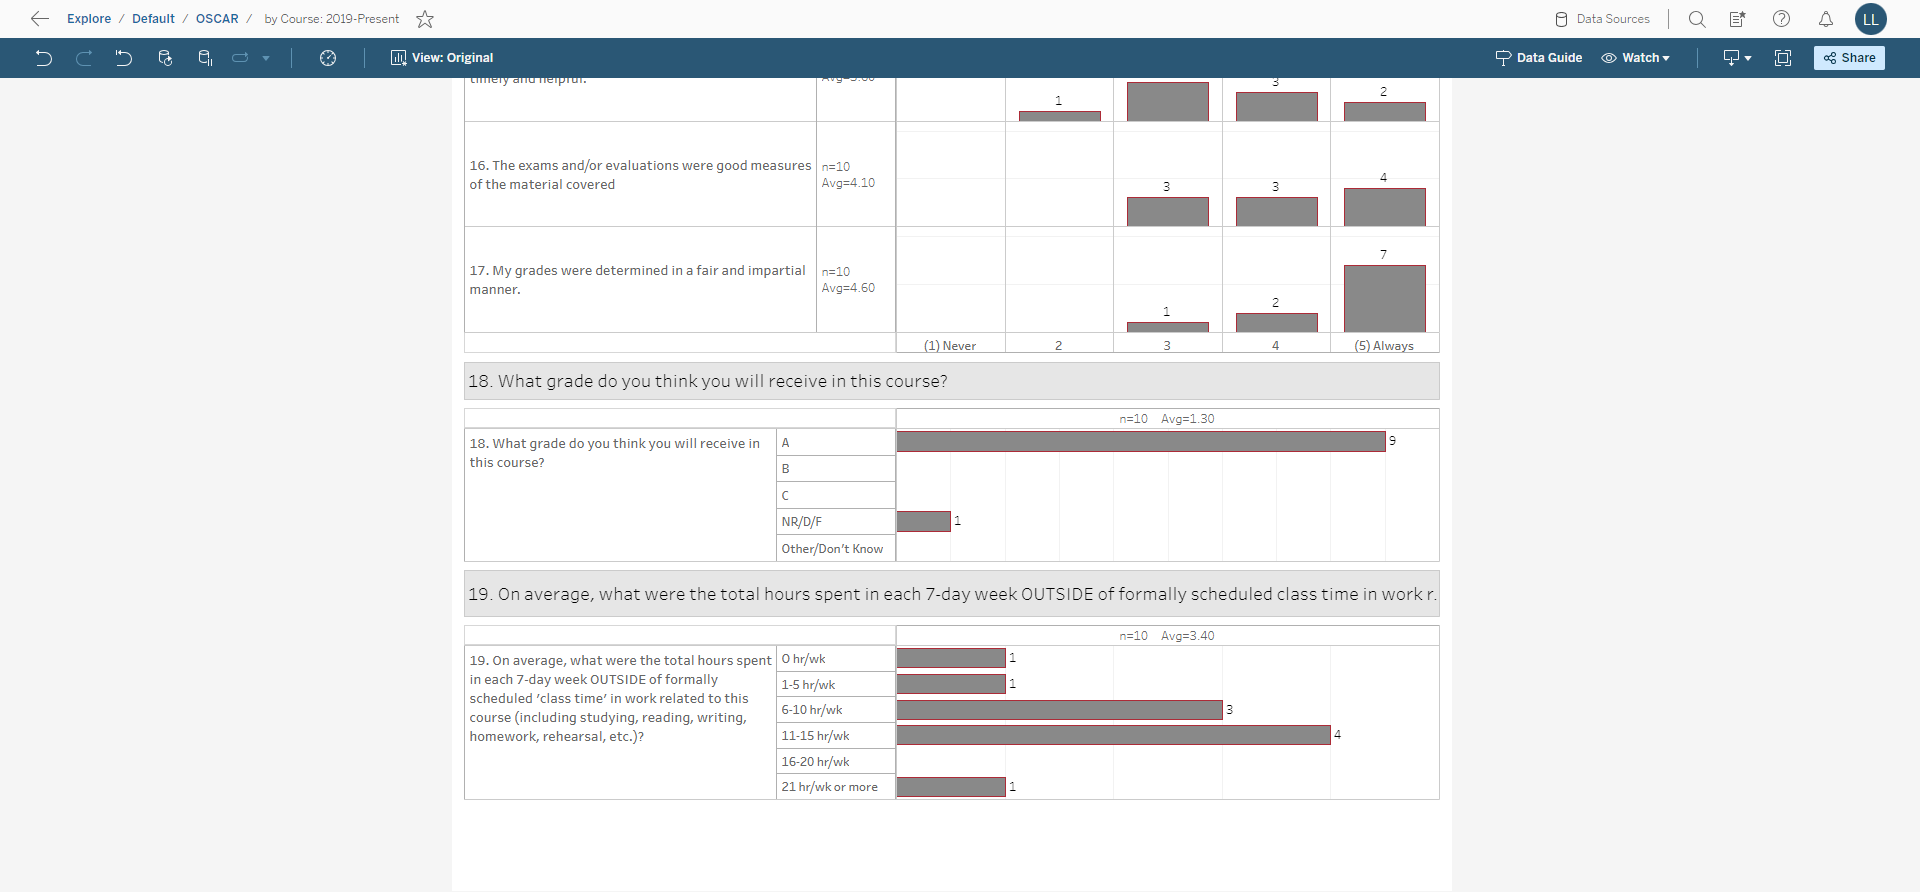 Explore / Default / OSCAR / by Course: 2019-Present
Data Sources
LL
View: Original
Data Guide
Watch
Share
timely and helpful.
Avg=3.60
1
3
2
16. The exams and/or evaluations were good measures
of the material covered
n=10
Avg=4.10
3
3
4
17. My grades were determined in a fair and impartial
manner.
n=10
Avg=4.60
1
2
7
(1) Never
2
3
4
(5) Always
18. What grade do you think you will receive in this course?
n=10 Avg=1.30
18. What grade do you think you will receive in
this course?
A
9
B
C
NR/D/F
1
Other/Don't Know
19. On average, what were the total hours spent in each 7-day week OUTSIDE of formally scheduled class time in work r.
n=10 Avg=3.40
19. On average, what were the total hours spent
in each 7-day week OUTSIDE of formally
scheduled ‘class time’ in work related to this
course (including studying, reading, writing,
homework, rehearsal, etc.)?
0 hr/wk
1
1-5 hr/wk
1
6-10 hr/wk
3
11-15 hr/wk
4
16-20 hr/wk
21 hr/wk or more
1